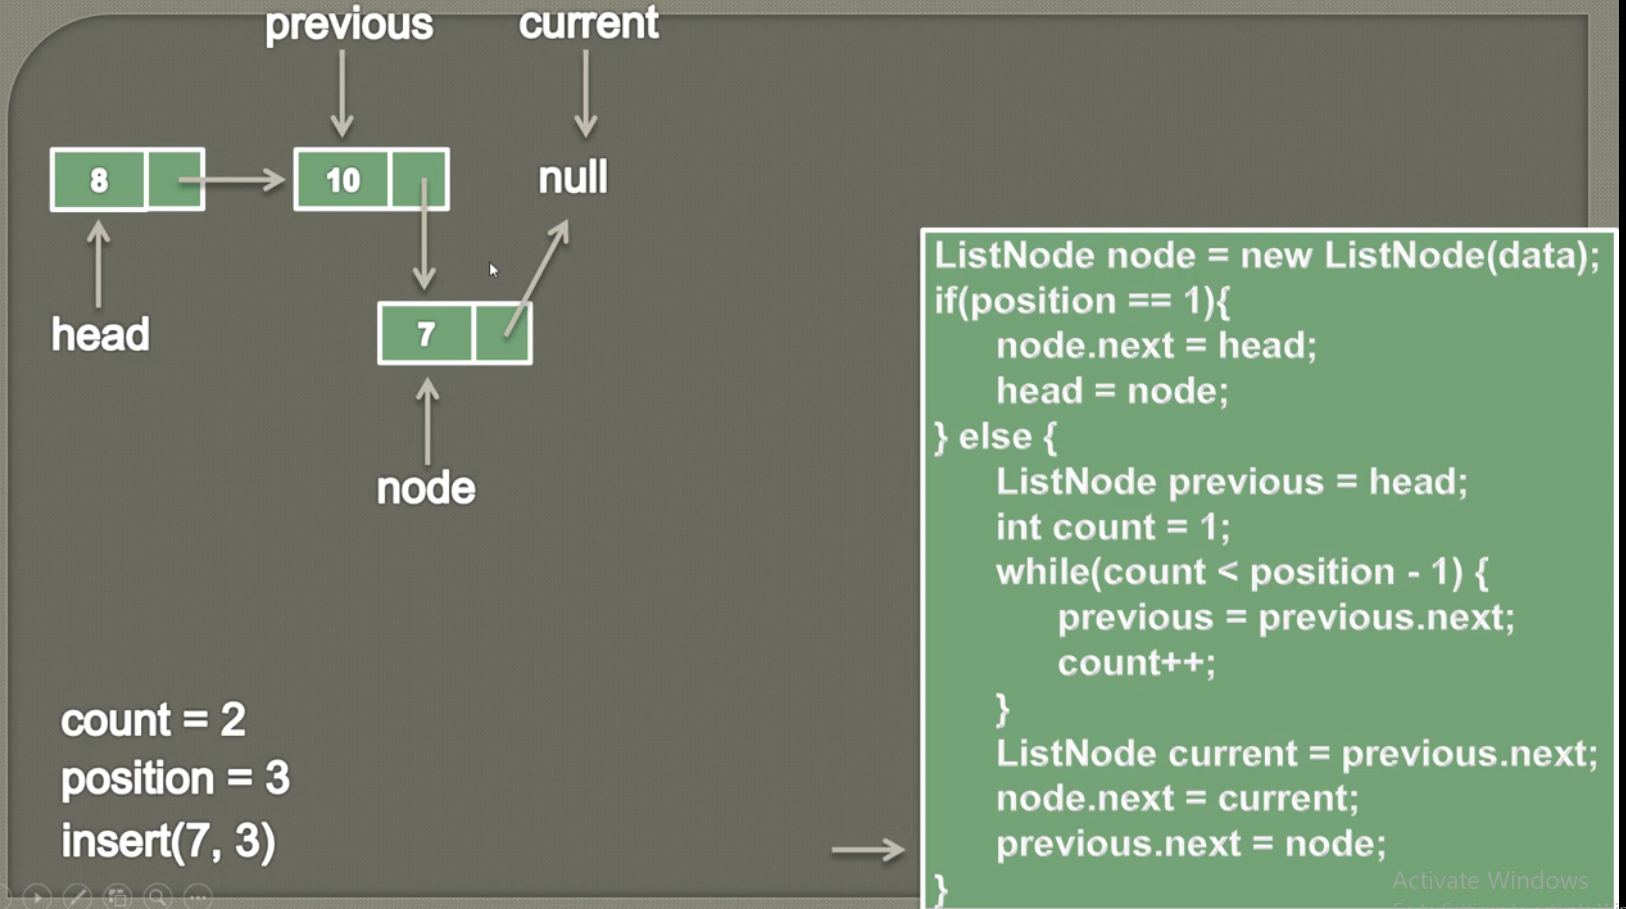 previous current
8 10 null
head
7
node
ListNode node = new ListNode(data);
if(position == 1){
node.next = head;
head = node;
} else {
ListNode previous = head;
int count = 1;
while(count < position - 1) {
previous = previous.next;
count++;
}
ListNode current = previous.next;
node.next = current;
previous.next = node;
}
count = 2
position = 3
insert(7, 3)
Activate Windows